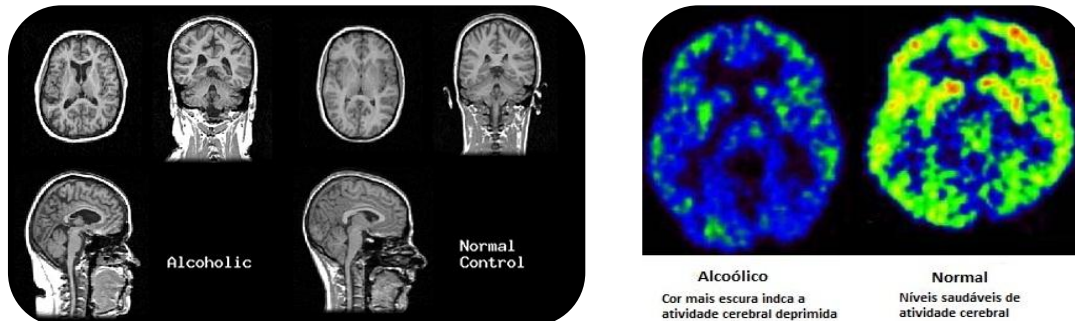 Alcoholic
Normal
Control
Alcoólico
Cor mais escura indca a
atividade cerebral deprimida
Normal
Níveis saudáveis de
atividade cerebral